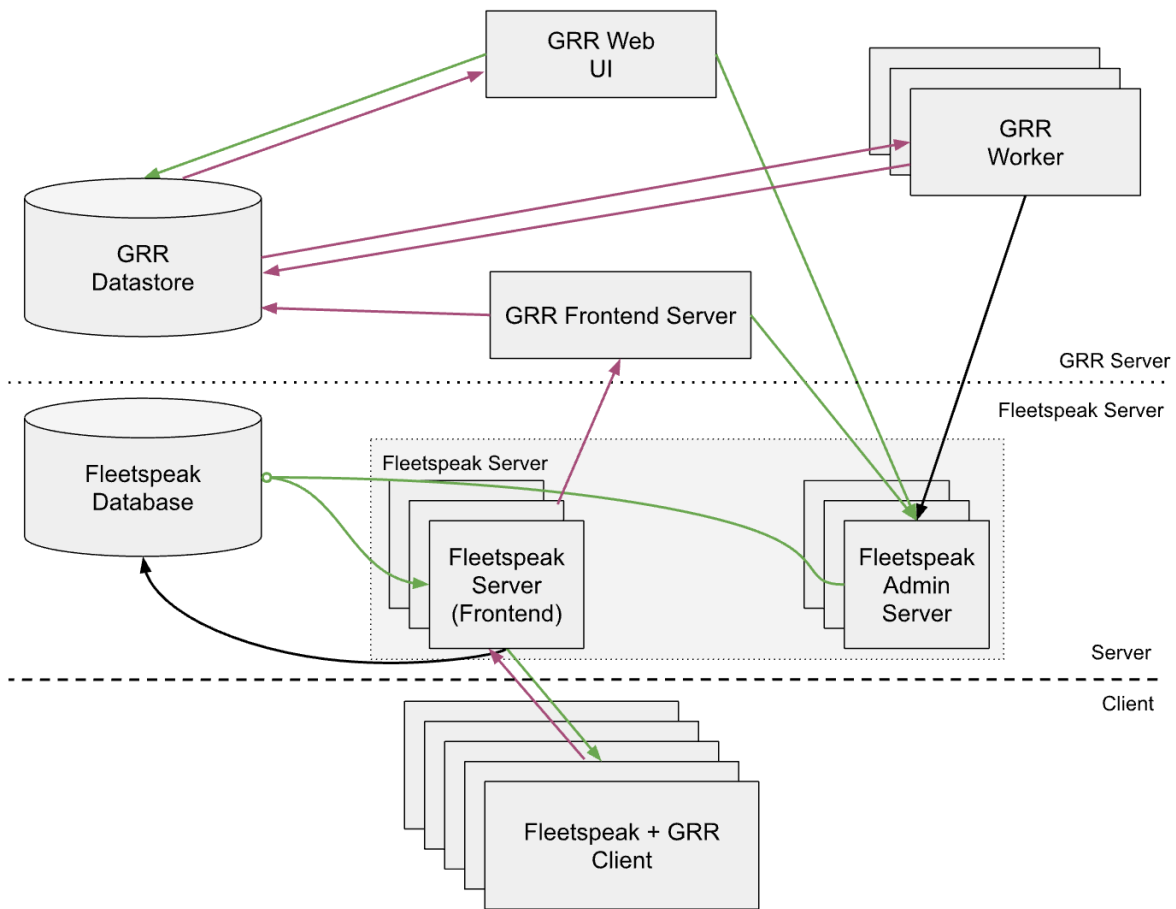 GRR Web
UI
GRR
Worker
GRR
Datastore
GRR Frontend Server
GRR Server
Fleetspeak Server
Fleetspeak
Database
Fleetspeak Server
Fleetspeak
Server
(Frontend)
Fleetspeak
Admin
Server
Server
Client
Fleetspeak + GRR
Client